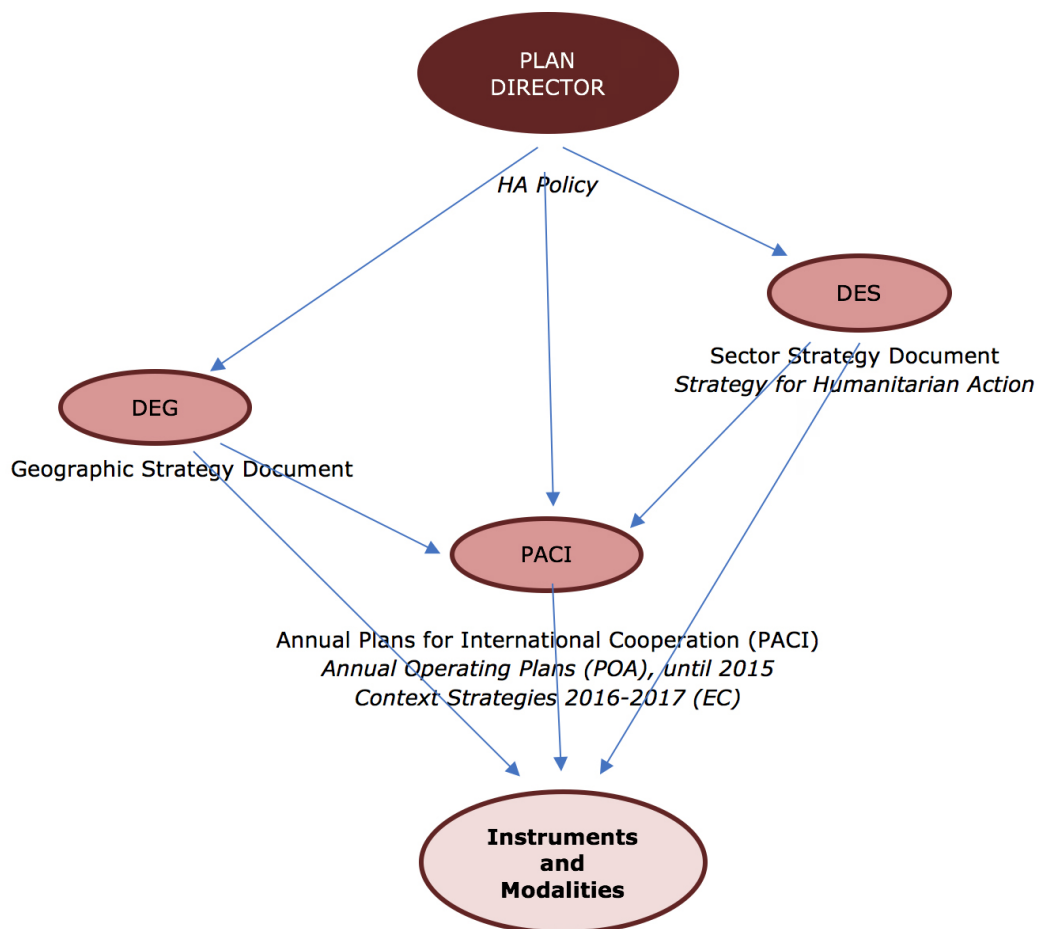 PLAN
DIRECTOR
HA Policy
DES
Sector Strategy Document
Strategy for Humanitarian Action
DEG
Geographic Strategy Document
PACI
Annual Plans for International Cooperation (PACI)
Annual Operating Plans (POA), until 2015
Context Strategies 2016-2017 (EC)
Instruments
and
Modalities